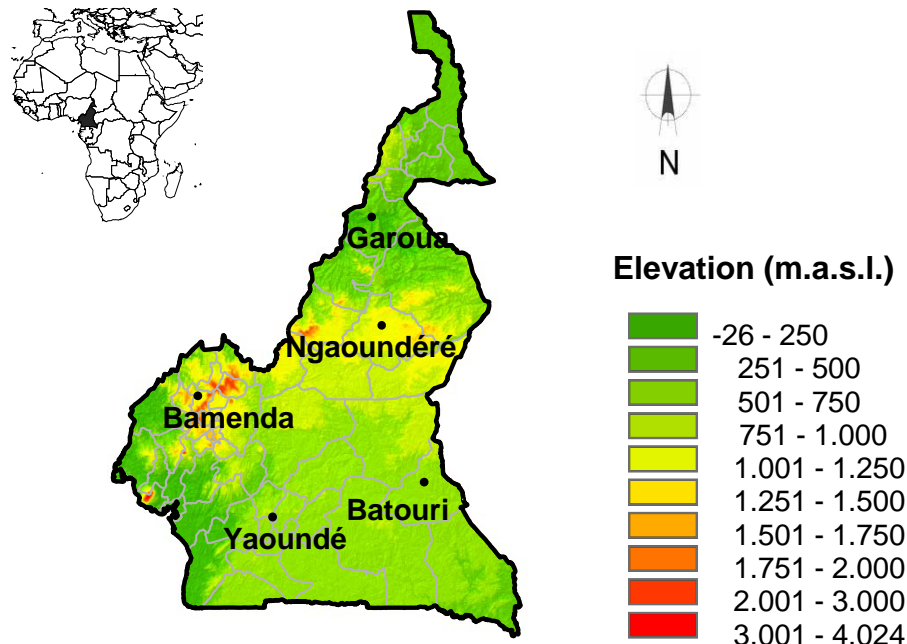 N
Garoua
Ngaoundéré
Bamenda
Batouri
Yaoundé
Elevation (m.a.s.l.)
-26 - 250
251 - 500
501 - 750
751 - 1.000
1.001 - 1.250
1.251 - 1.500
1.501 - 1.750
1.751 - 2.000
2.001 - 3.000
3.001 - 4.024